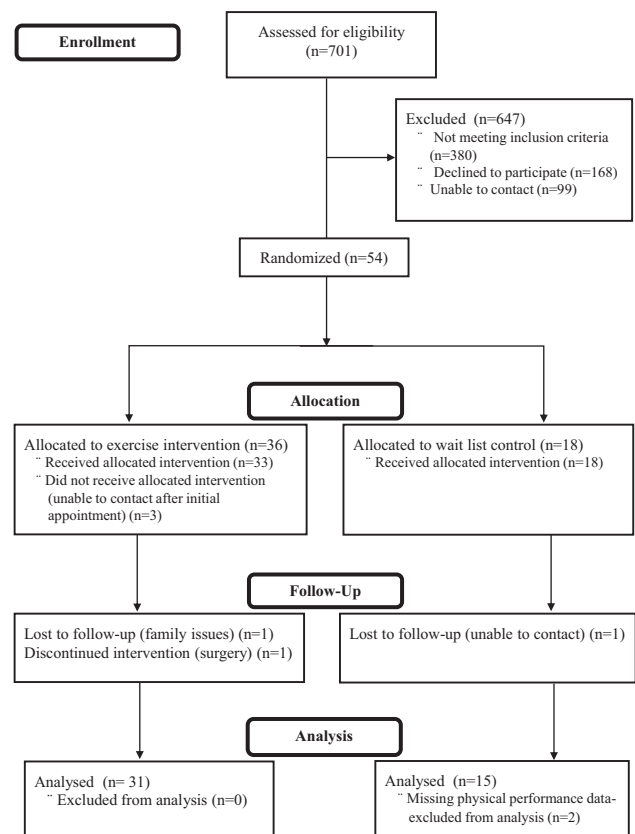 Enrollment
Assessed for eligibility
(n=701)
Excluded (n=647)
¨ Not meeting inclusion criteria
(n=380)
¨ Declined to participate (n=168)
¨ Unable to contact (n=99)
Randomized (n=54)
Allocation
Allocated to exercise intervention (n=36)
¨ Received allocated intervention (n=33)
¨ Did not receive allocated intervention
(unable to contact after initial
appointment) (n=3)
Allocated to wait list control (n=18)
¨ Received allocated intervention (n=18)
Follow-Up
Lost to follow-up (family issues) (n=1)
Discontinued intervention (surgery) (n=1)
Lost to follow-up (unable to contact) (n=1)
Analysis
Analysed (n= 31)
¨ Excluded from analysis (n=0)
Analysed (n=15)
¨ Missing physical performance data-
excluded from analysis (n=2)